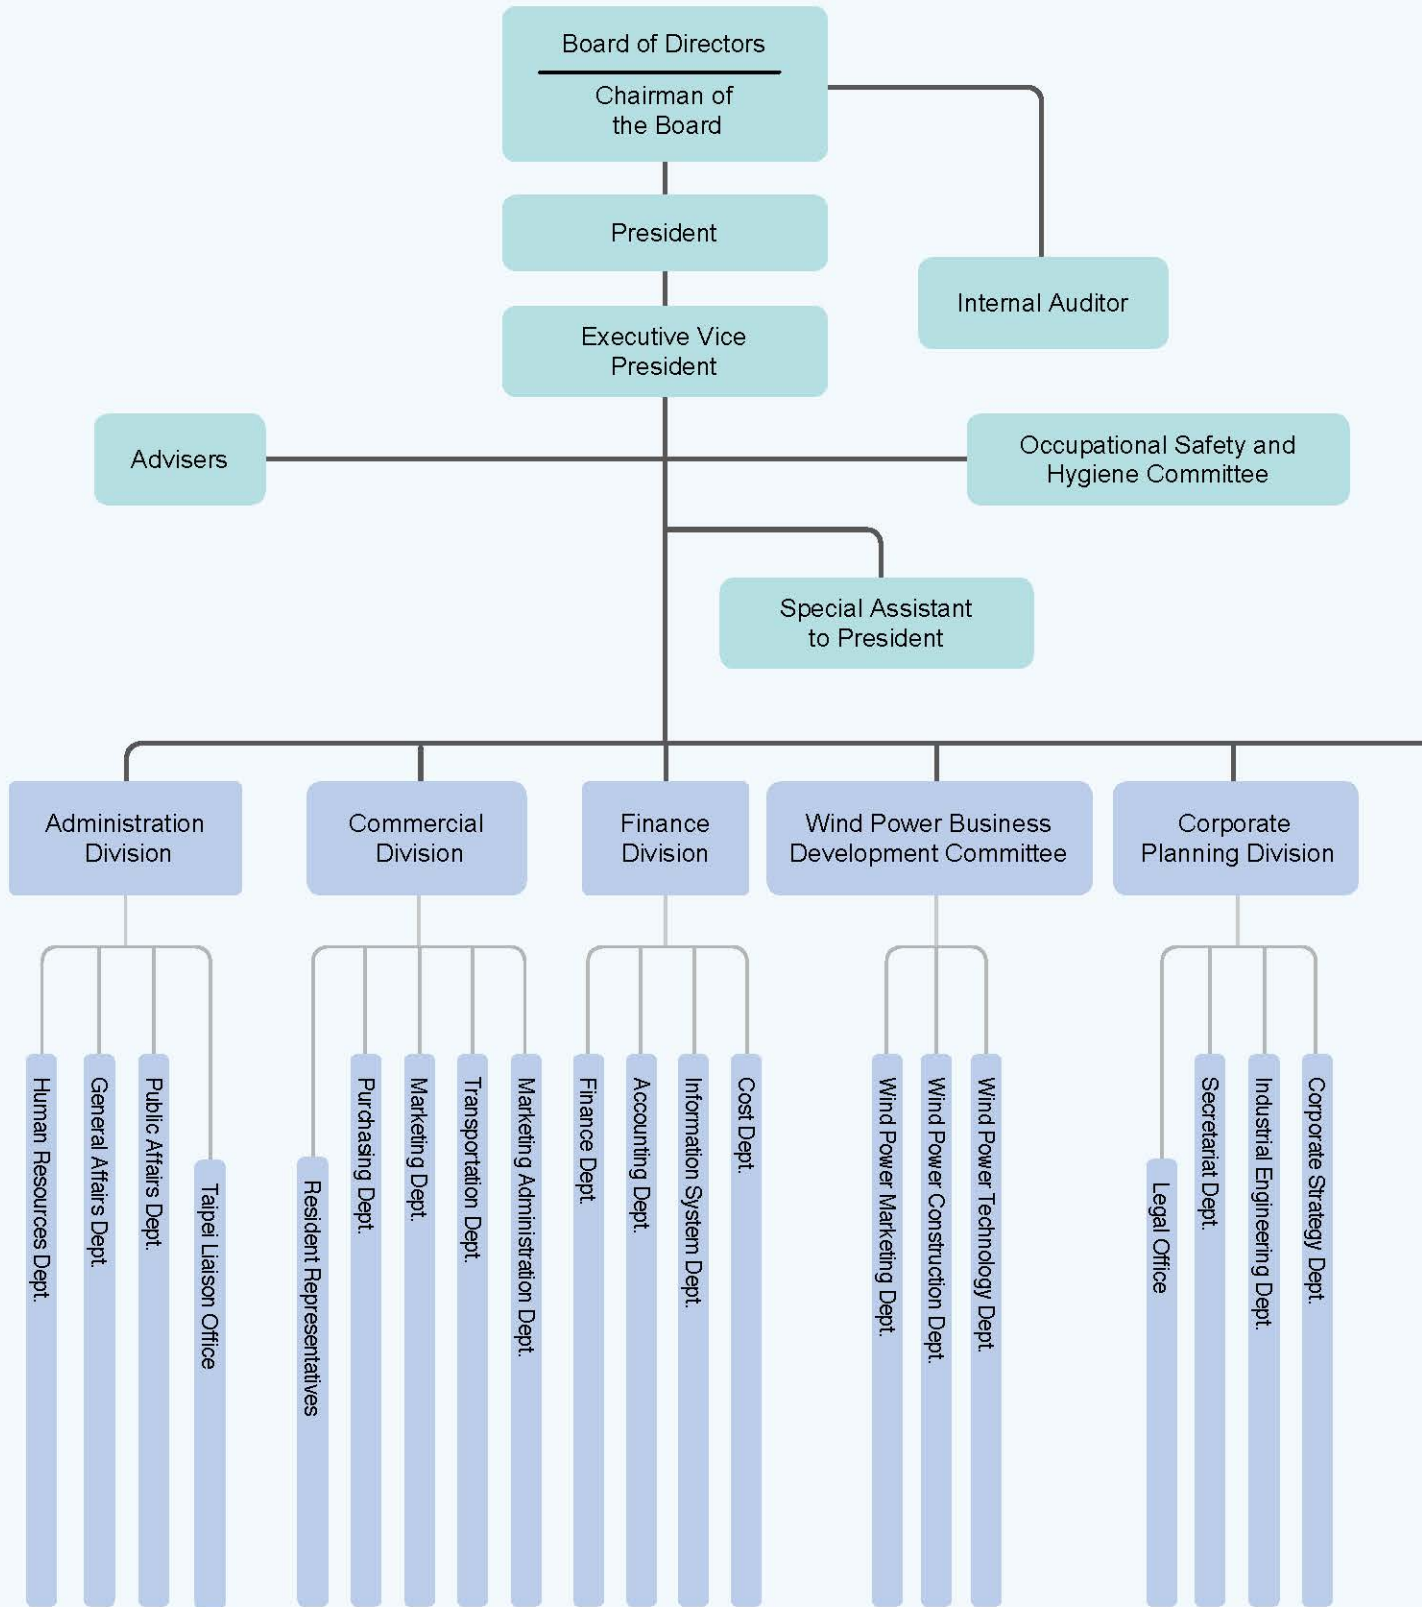 Board of Directors
Chairman of
the Board
President
Internal Auditor
Executive Vice
President
Advisers
Occupational Safety and
Hygiene Committee
Special Assistant
to President
Administration
Division
Commercial
Division
Finance
Division
Wind Power Business
Development Committee
Corporate
Planning Division
Human Resources Dept.
General Affairs Dept.
Public Affairs Dept.
Taipei Liaison Office
Resident Representatives
Purchasing Dept.
Marketing Dept.
Transportation Dept.
Marketing Administration Dept.
Finance Dept.
Accounting Dept.
Information System Dept.
Cost Dept.
Wind Power Marketing Dept.
Wind Power Construction Dept.
Wind Power Technology Dept.
Legal Office
Secretariat Dept.
Industrial Engineering Dept.
Corporate Strategy Dept.